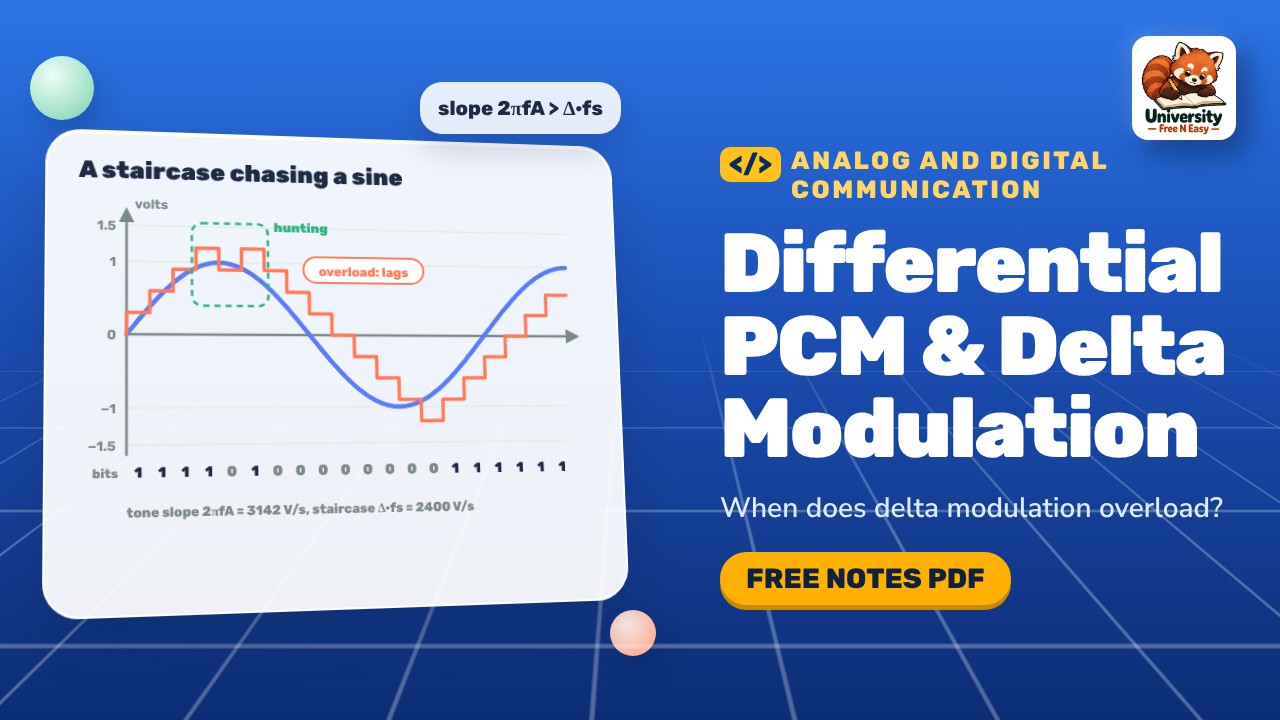 slope 2πfA > Δ·fs
A staircase chasing a sine
volts
1.5
hunting
1
overload: lags
0
−1
−1.5
bits 1 1 1 1 0 1 0 0 0 0 0 0 0 0 1 1 1 1 1 1
tone slope 2πfA = 3142 V/s, staircase Δ·fs = 2400 V/s
University
Free N Easy
</> ANALOG AND DIGITAL
COMMUNICATION
Differential
PCM & Delta
Modulation
When does delta modulation overload?
FREE NOTES PDF